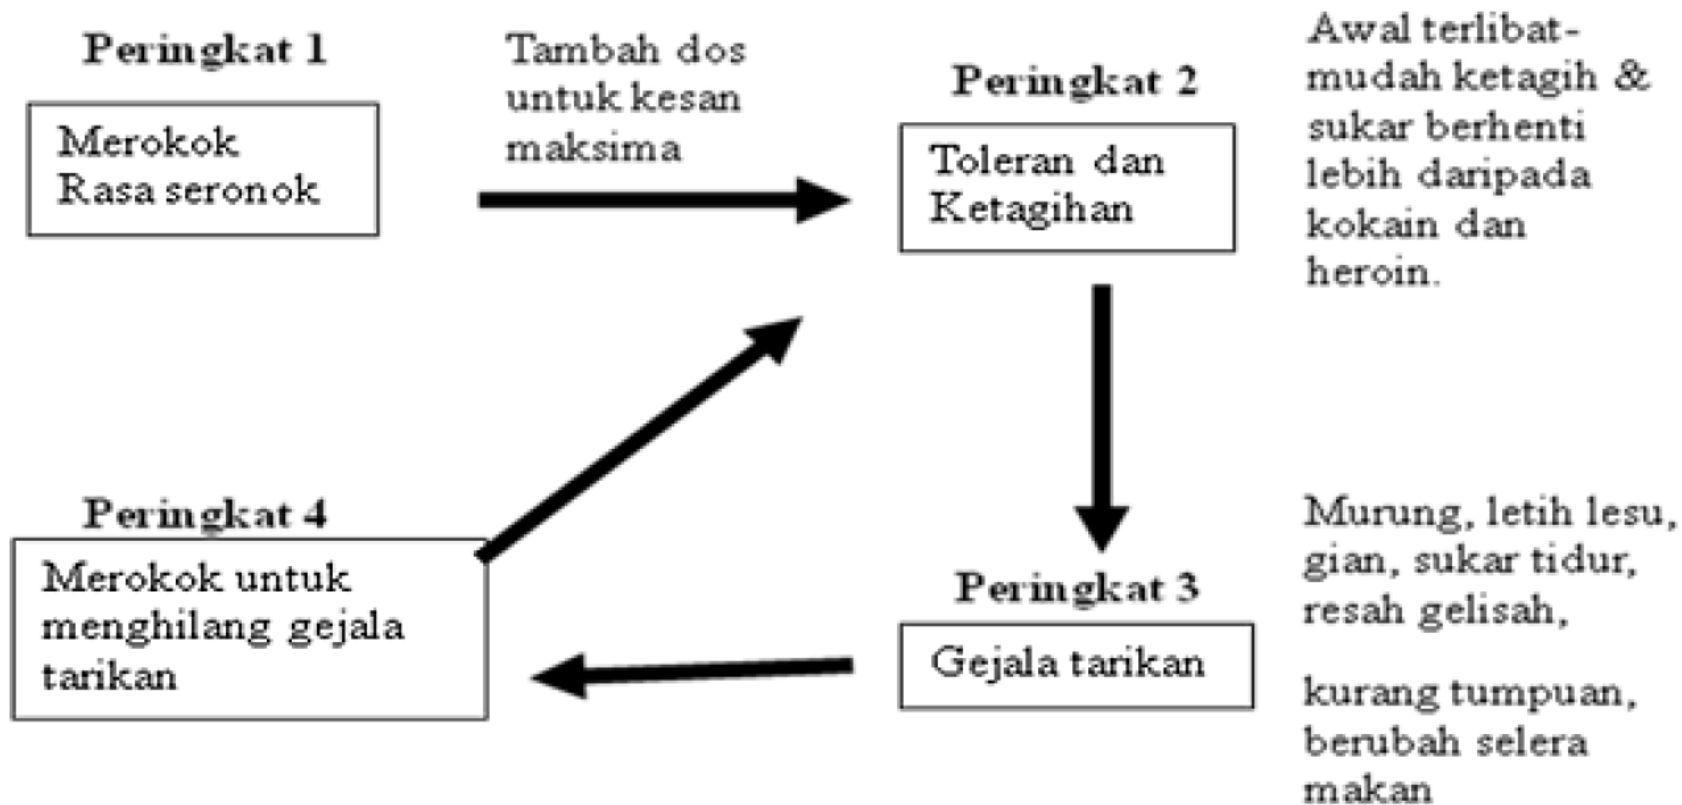 Peringkat 1
Merokok
Rasa seronok
Tambah dos
untuk kesan
maksima
Peringkat 2
Toleran dan
Ketagihan
Awal terlibat-
mudah ketagih &
sukar berhenti
lebih daripada
kokain dan
heroin.
Peringkat 3
Gejala tarikan
Murung, letih lesu,
gian, sukar tidur,
resah gelisah,
kurang tumpuan,
berubah selera
makan
Peringkat 4
Merokok untuk
menghilang gejala
tarikan